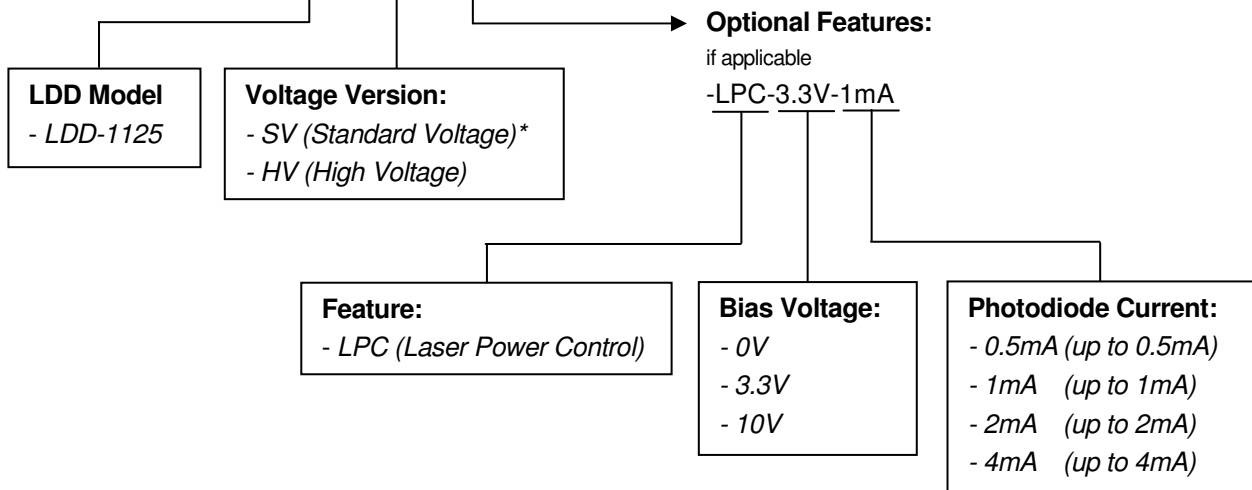 Optional Features:
if applicable
-LPC-3.3V-1mA
LDD Model
- LDD-1125
Voltage Version:
- SV (Standard Voltage)*
- HV (High Voltage)
Feature:
- LPC (Laser Power Control)
Bias Voltage:
- 0V
- 3.3V
- 10V
Photodiode Current:
- 0.5mA (up to 0.5mA)
- 1mA (up to 1mA)
- 2mA (up to 2mA)
- 4mA (up to 4mA)